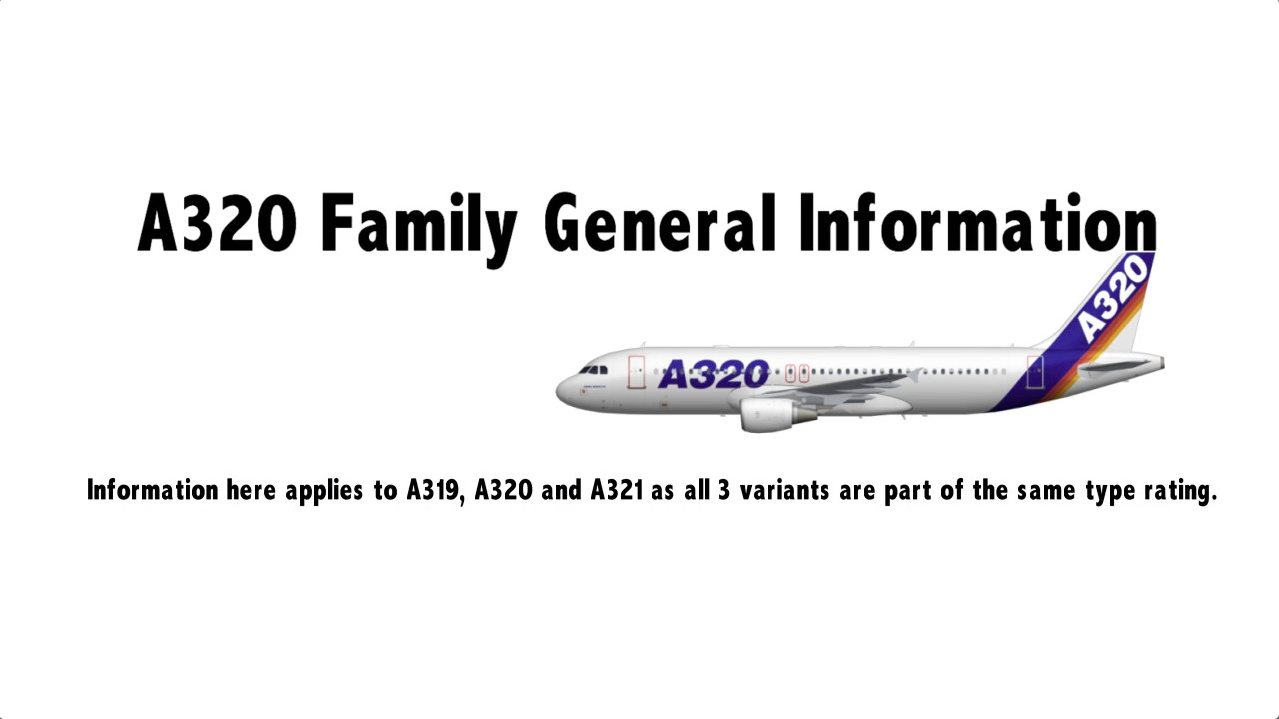 A320 Family General Information
A320
A320
Information here applies to A319, A320 and A321 as all 3 variants are part of the same type rating.